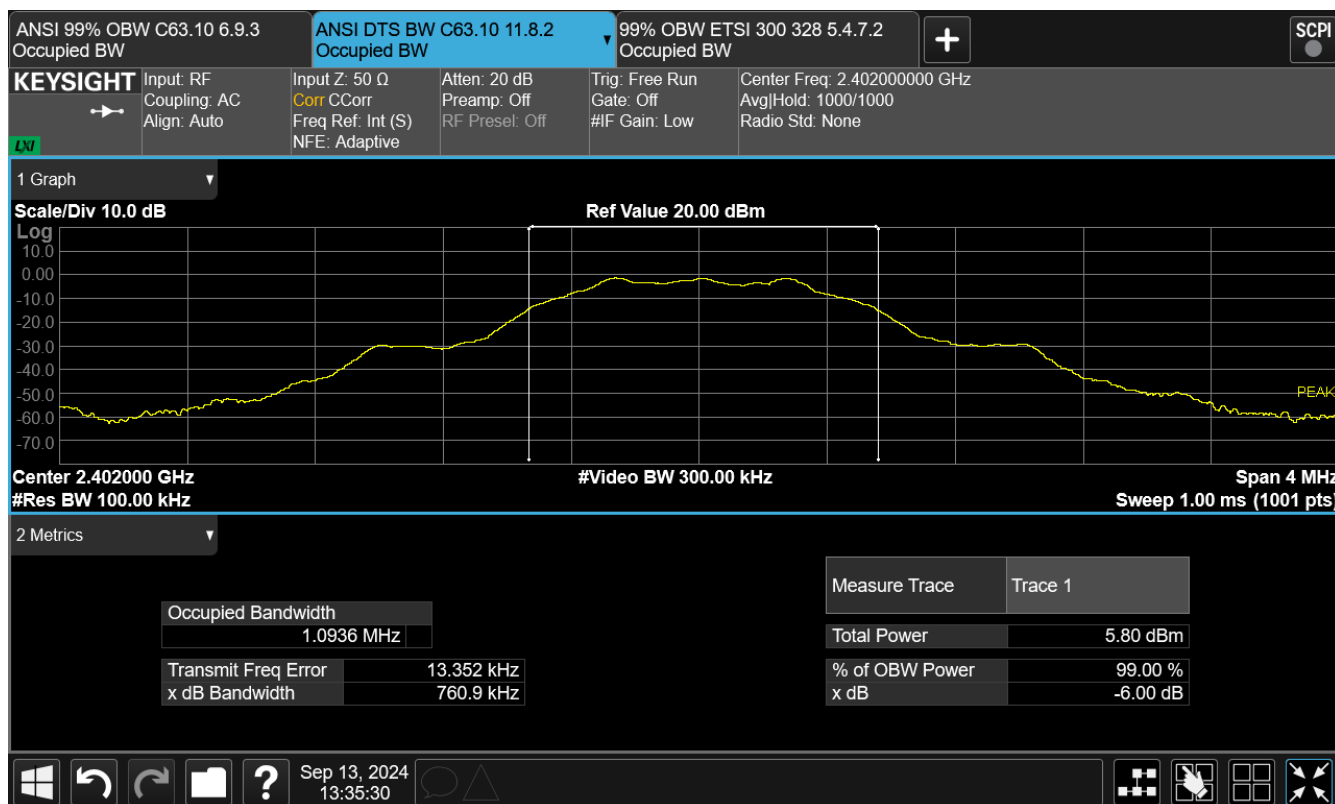 ANSI 99% OBW C63.10 6.9.3
Occupied BW
ANSI DTS BW C63.10 11.8.2
Occupied BW
99% OBW ETSI 300 328 5.4.7.2
Occupied BW
SCPI
KEYSIGHT
LXI
Input: RF
Coupling: AC
Align: Auto
Input Z: 50 Ω
Corr CCorr
Freq Ref: Int (S)
NFE: Adaptive
Atten: 20 dB
Preamp: Off
RF Presel: Off
Trig: Free Run
Gate: Off
#IF Gain: Low
Center Freq: 2.402000000 GHz
Avg|Hold: 1000/1000
Radio Std: None
1 Graph
Scale/Div 10.0 dB
Ref Value 20.00 dBm
Log
10.0
0.00
-10.0
-20.0
-30.0
-40.0
-50.0
-60.0
-70.0
PEAK
Center 2.402000 GHz
#Video BW 300.00 kHz
Span 4 MHz
#Res BW 100.00 kHz
Sweep 1.00 ms (1001 pts)
2 Metrics
Measure Trace Trace 1
Occupied Bandwidth
1.0936 MHz
Total Power 5.80 dBm
Transmit Freq Error 13.352 kHz
% of OBW Power 99.00 %
x dB Bandwidth 760.9 kHz
x dB -6.00 dB
?
Sep 13, 2024
13:35:30